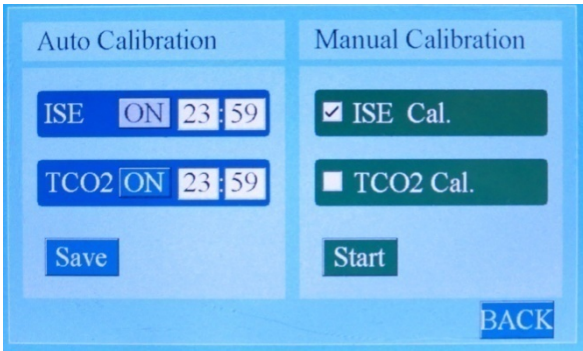 Auto Calibration
ISE ON 23:59
TCO2 ON 23:59
Save
Manual Calibration
ISE Cal.
TCO2 Cal.
Start
BACK